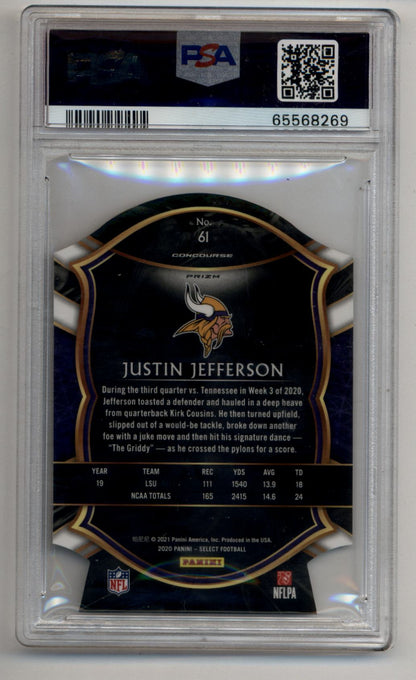 PSA
65568269
No.
61
CONCOURSE
PRIZM
JUSTIN JEFFERSON
During the third quarter vs. Tennessee in Week 3 of 2020,
Jefferson toasted a defender and hauled in a deep heave
from quarterback Kirk Cousins. He then turned upfield,
slipped out of a would-be tackle, broke down another
foe with a juke move and then hit his signature dance —
"The Griddy" — as he crossed the pylons for a score.
YEAR TEAM REC YDS AVG TD
19 LSU 111 1540 13.9 18
NCAA TOTALS 165 2415 14.6 24
© 2021 Panini America, Inc. Produced in the USA.
2020 PANINI – SELECT FOOTBALL
PANINI
NFL
NFLPA